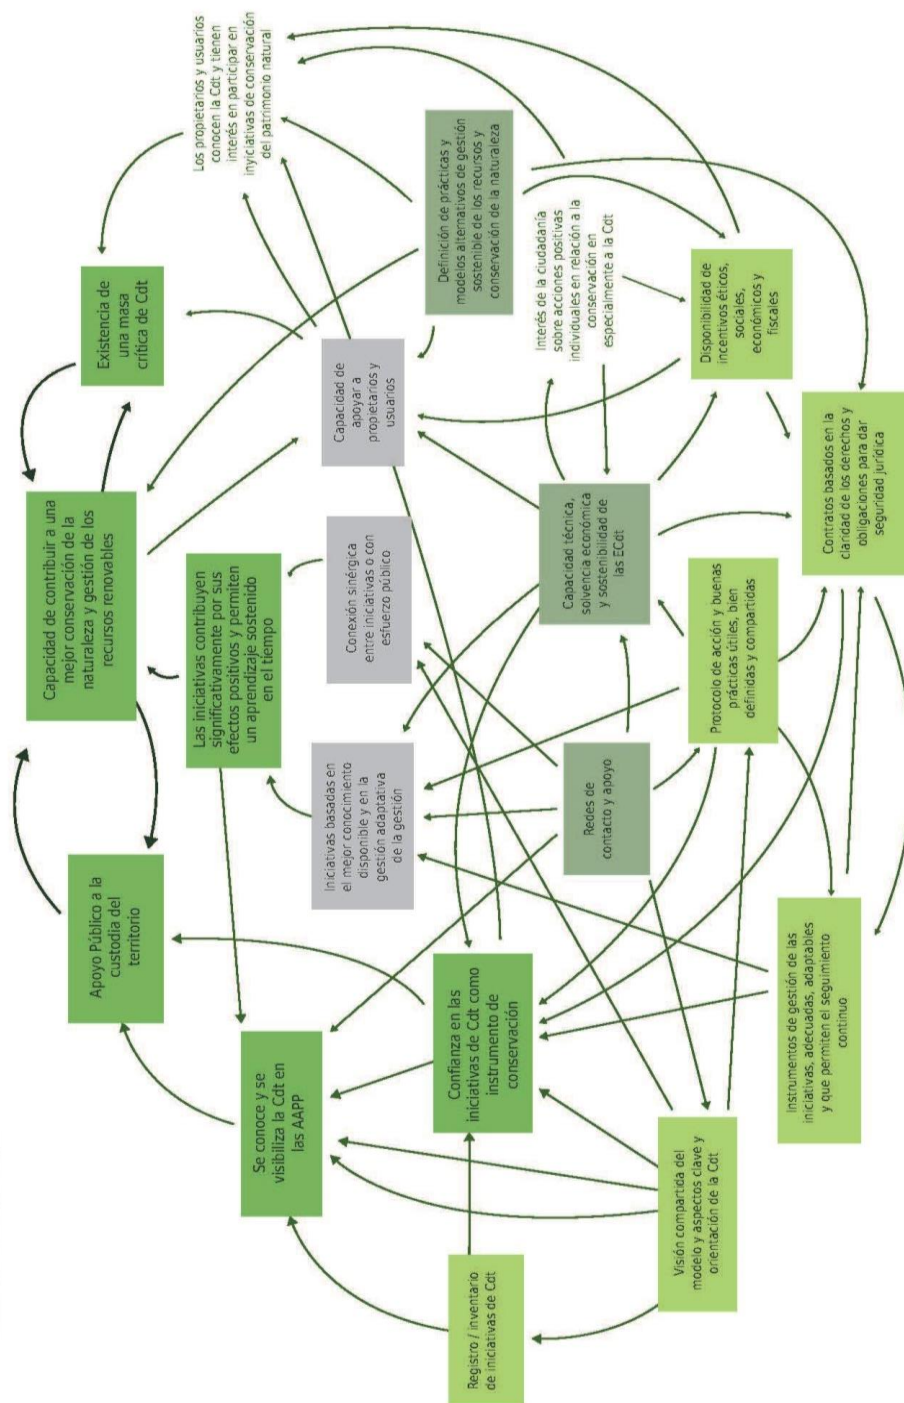 Los propietarios y usuarios
conocen la Cdt y tienen
interés en participar en
inyiciativas de conservación
del patrimonio natural
Existencia de
una masa
crítica de Cdt
Capacidad de contribuir a una
mejor conservación de la
naturaleza y gestión de los
recursos renovables
Apoyo Público a la
custodia del
territorio
Se conoce y se
visibiliza la Cdt en
las AAPP
Las iniciativas contribuyen
significativamente por sus
efectos positivos y permiten
un aprendizaje sostenido
en el tiempo
Definición de prácticas y
modelos alternativos de gestión
sostenible de los recursos y
conservación de la naturaleza
Capacidad de
apoyar a
propietarios y
usuarios
Conexión sinérgica
entre iniciativas o con
esfuerzo público
Iniciativas basadas en
el mejor conocimiento
disponible y en la
gestión adaptativa
de la gestión
Confianza en las
iniciativas de Cdt como
instrumento de
conservación
Registro / inventario
de iniciativas de Cdt
Interés de la ciudadanía
sobre acciones positivas
individuales en relación a la
conservación en
especialmente a la Cdt
Capacidad técnica,
solvencia económica
y sostenibilidad de
las ECdt
Redes de
contacto y apoyo
Disponibilidad de
incentivos éticos,
sociales,
económicos y
fiscales
Protocolo de acción y buenas
prácticas útiles, bien
definidas y compartidas
Visión compartida del
modelo y aspectos clave y
orientación de la Cdt
Contratos basados en la
claridad de los derechos y
obligaciones para dar
seguridad jurídica
Instrumentos de gestión de las
iniciativas, adecuadas, adaptables
y que permiten el seguimiento
continuo